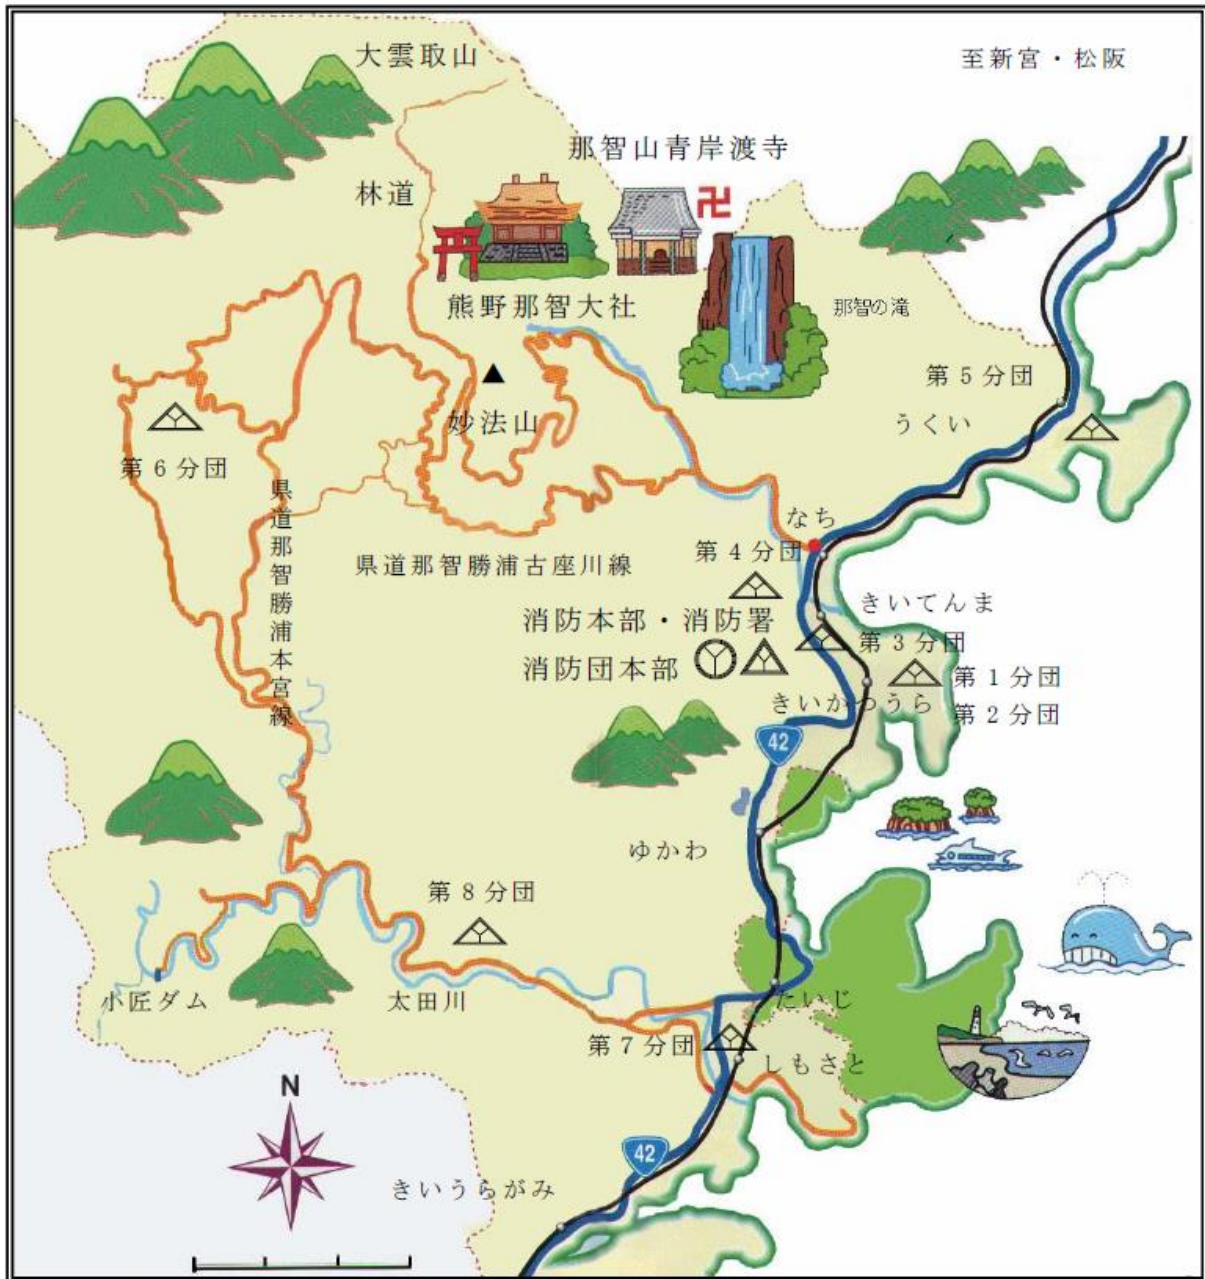 大雲取山
至新宮・松阪
那智山青岸渡寺
林道
卍
熊野那智大社
那智の滝
第5分団
うくい
妙法山
第6分団
県道那智勝浦本宮線
なち
第4分団
県道那智勝浦古座川線
きいてんま
消防本部・消防署
第3分団
消防団本部
第1分団
きいかつうら
第2分団
42
ゆかわ
第8分団
小匠ダム
太田川
たいじ
第7分団
しもさと
N
42
きいうらがみ